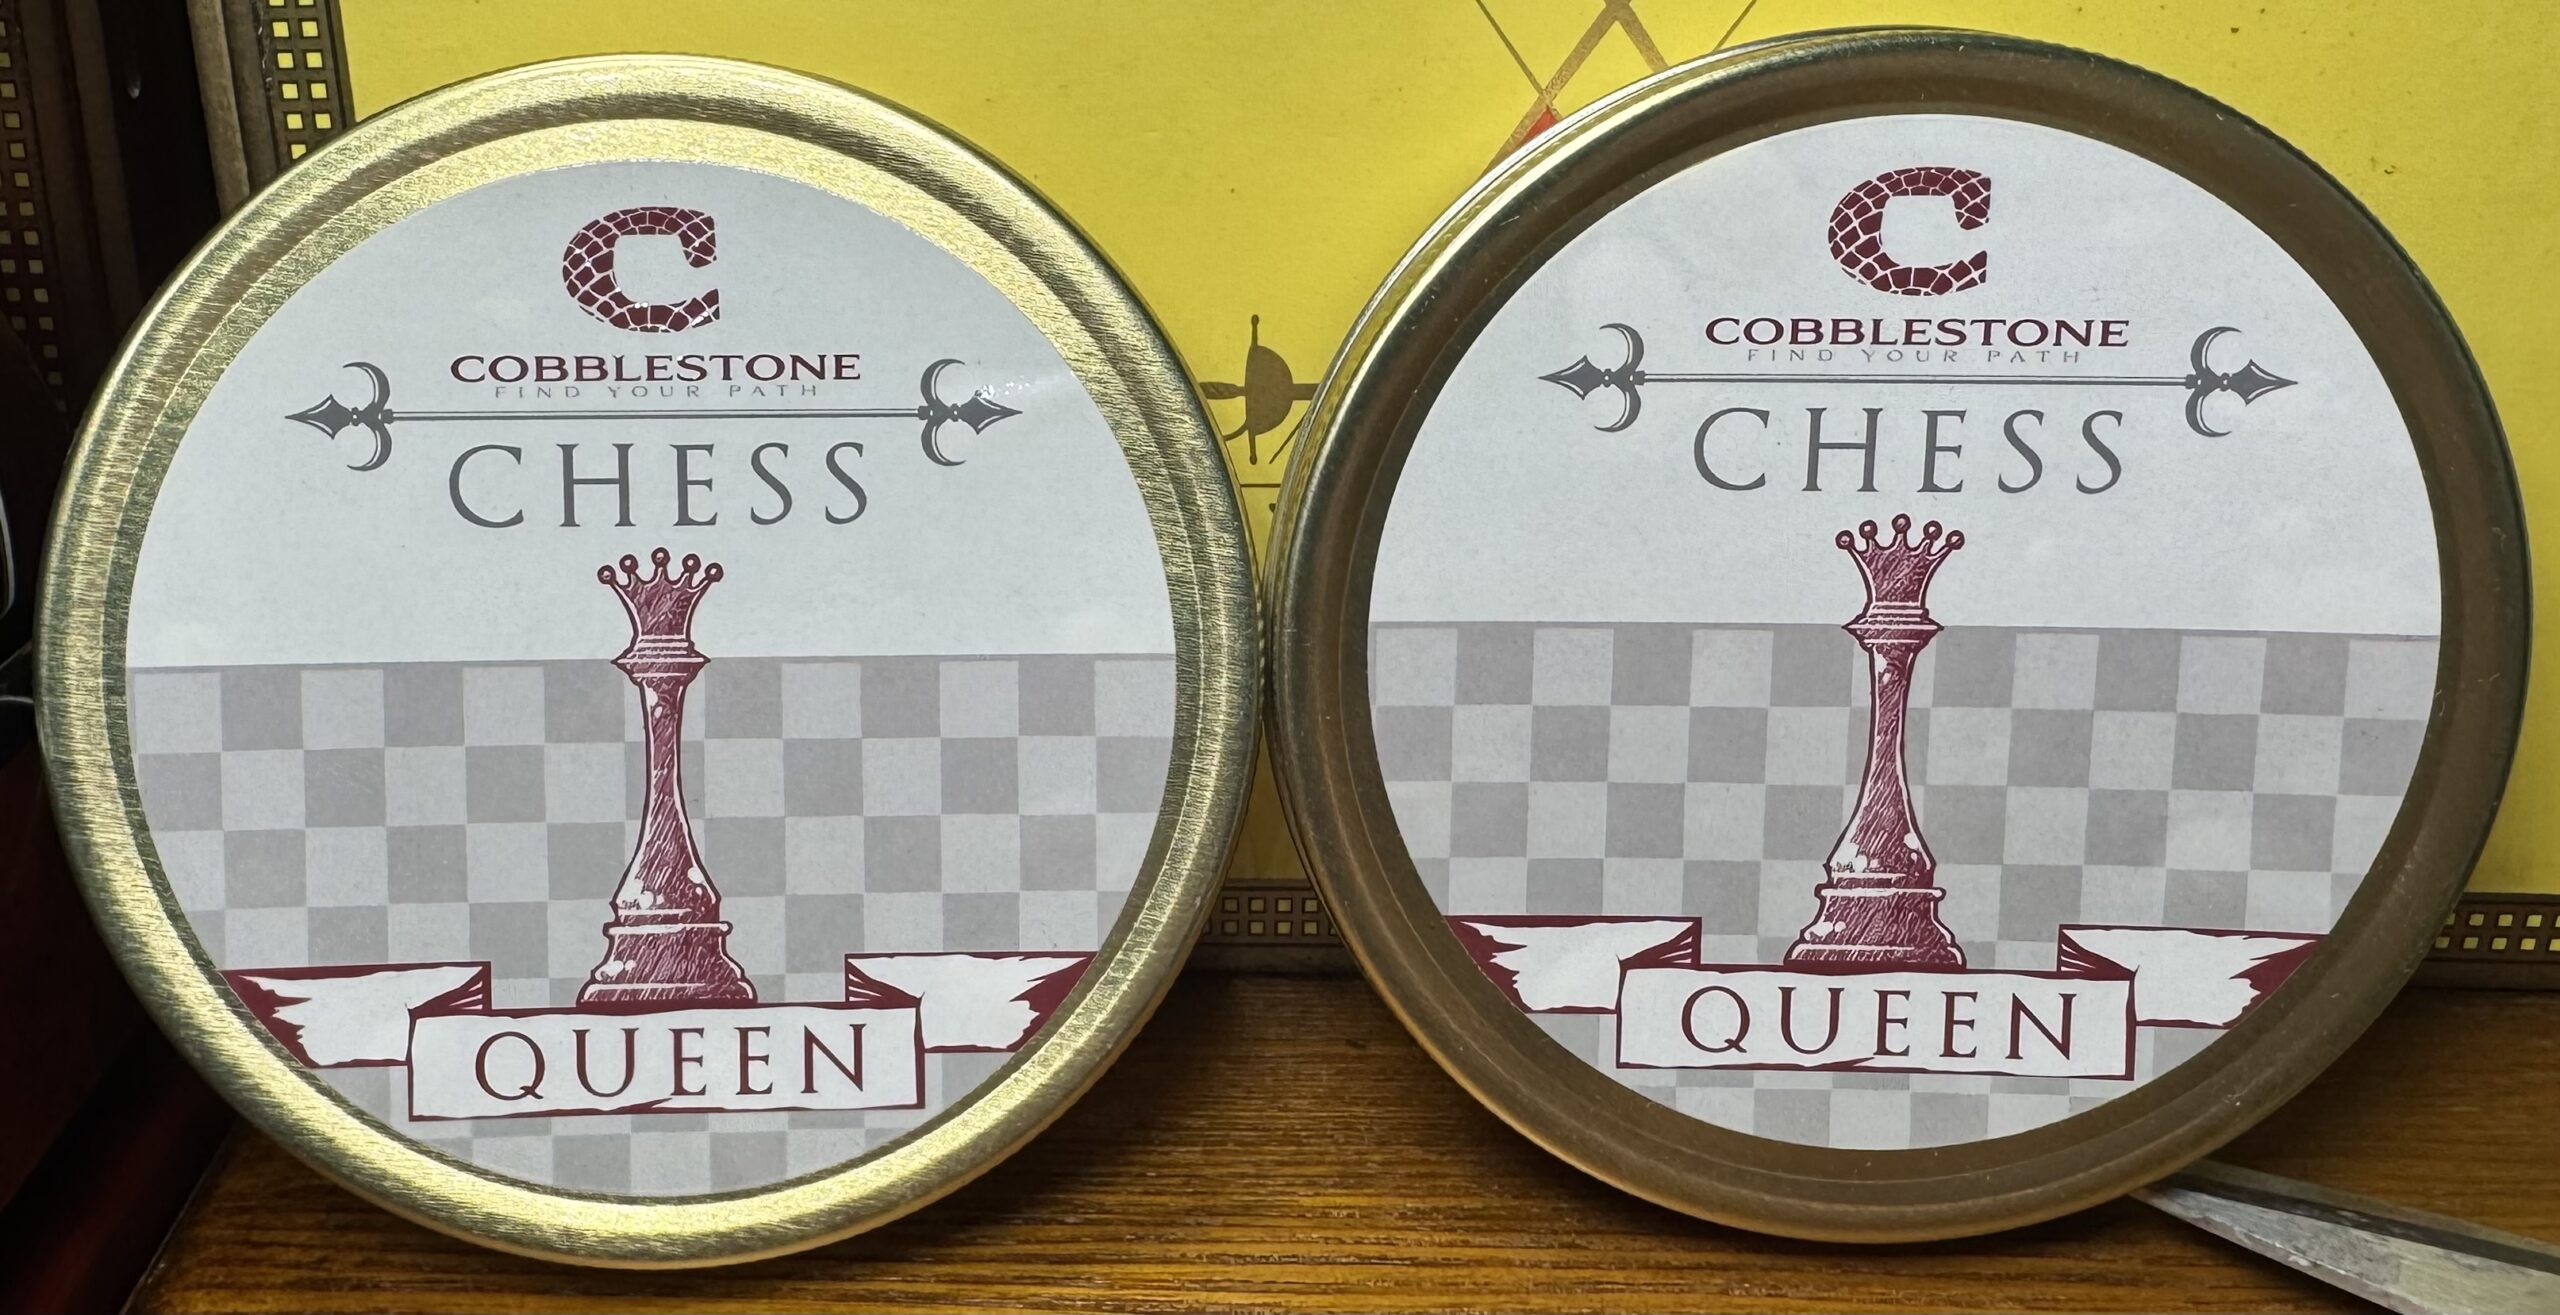 C
COBBLESTONE
FIND YOUR PATH
CHESS
QUEEN
C
COBBLESTONE
FIND YOUR PATH
CHESS
QUEEN